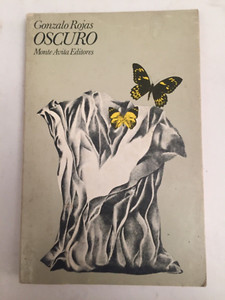 Gonzalo Rojas
OSCURO
Monte Avila Editores